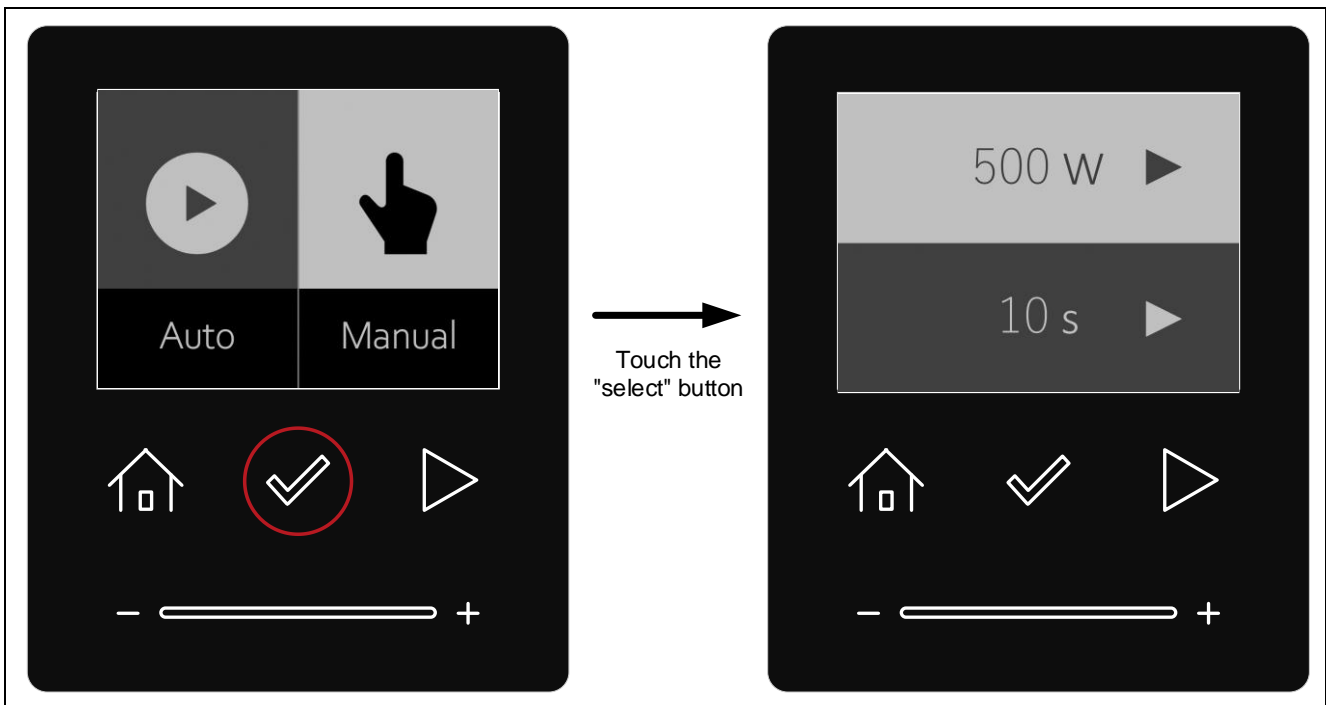 Auto
Manual
Touch the
"select" button
500 W
10 s
- +
- +